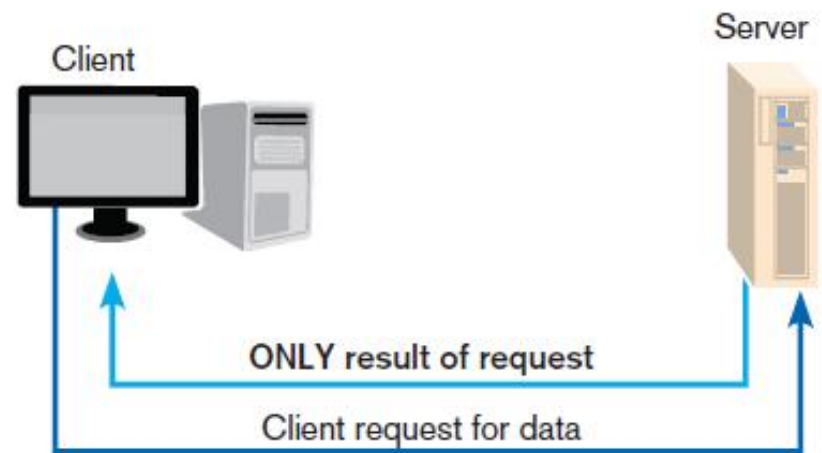 Server
Client
ONLY result of request
Client request for data